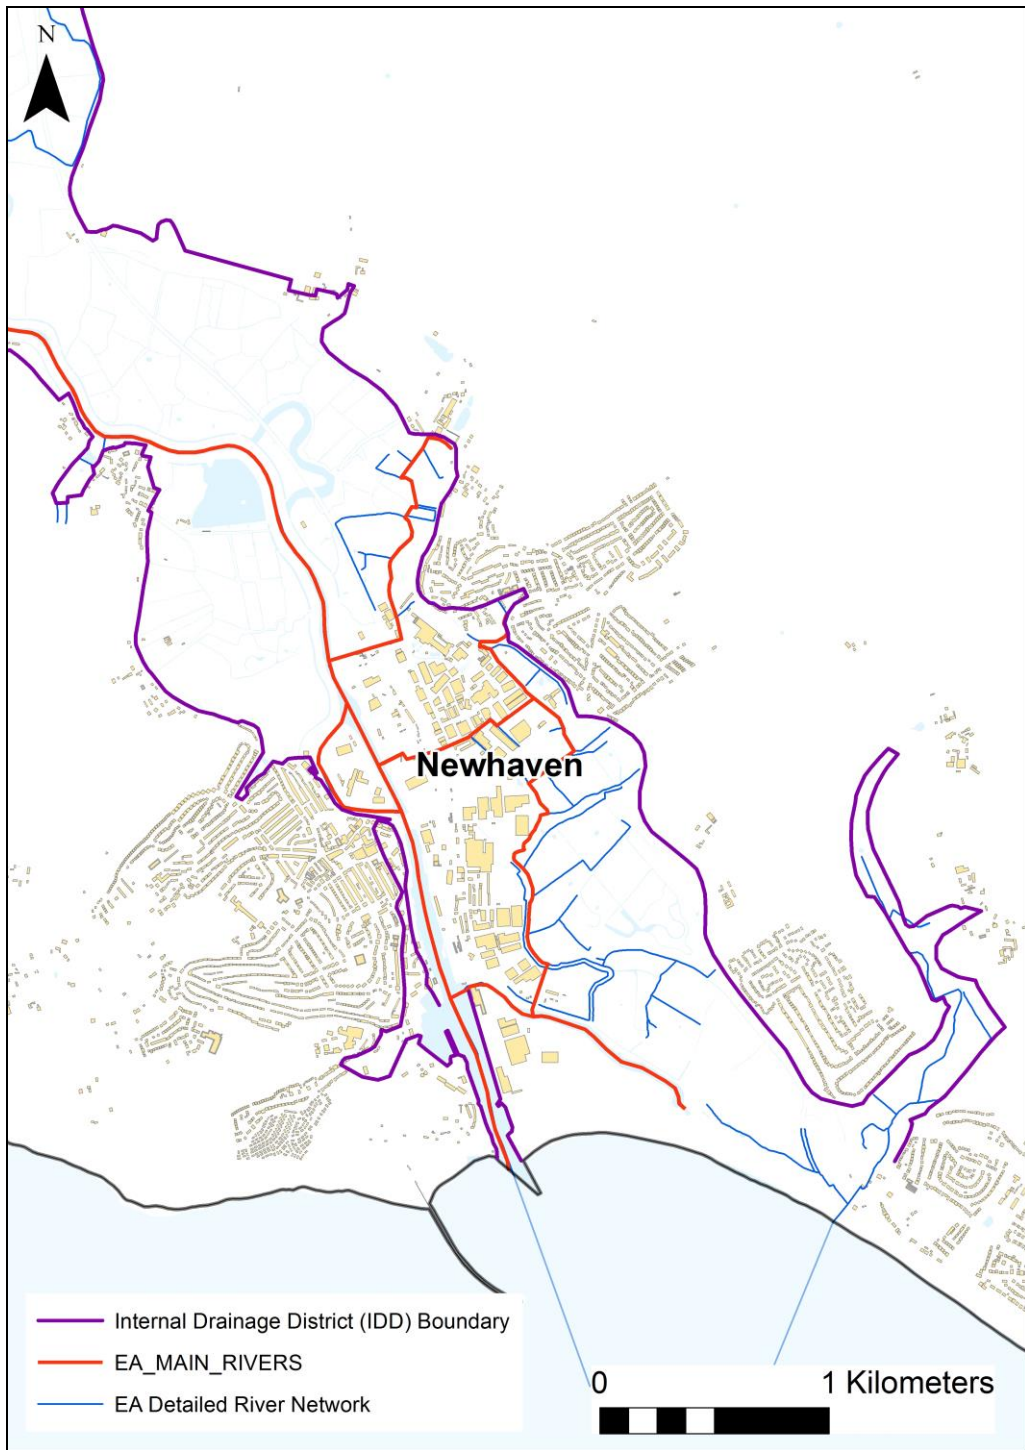 N
Newhaven
Internal Drainage District (IDD) Boundary
EA_MAIN_RIVERS
EA Detailed River Network
0 1 Kilometers